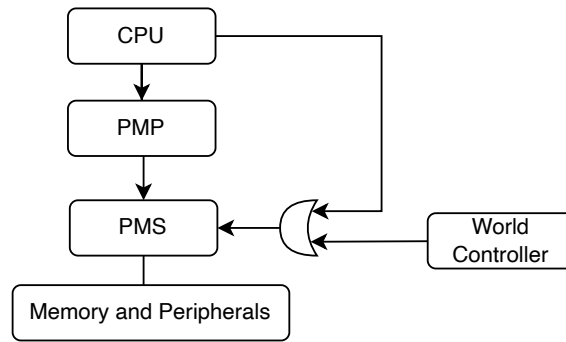 CPU
PMP
PMS
World
Controller
Memory and Peripherals